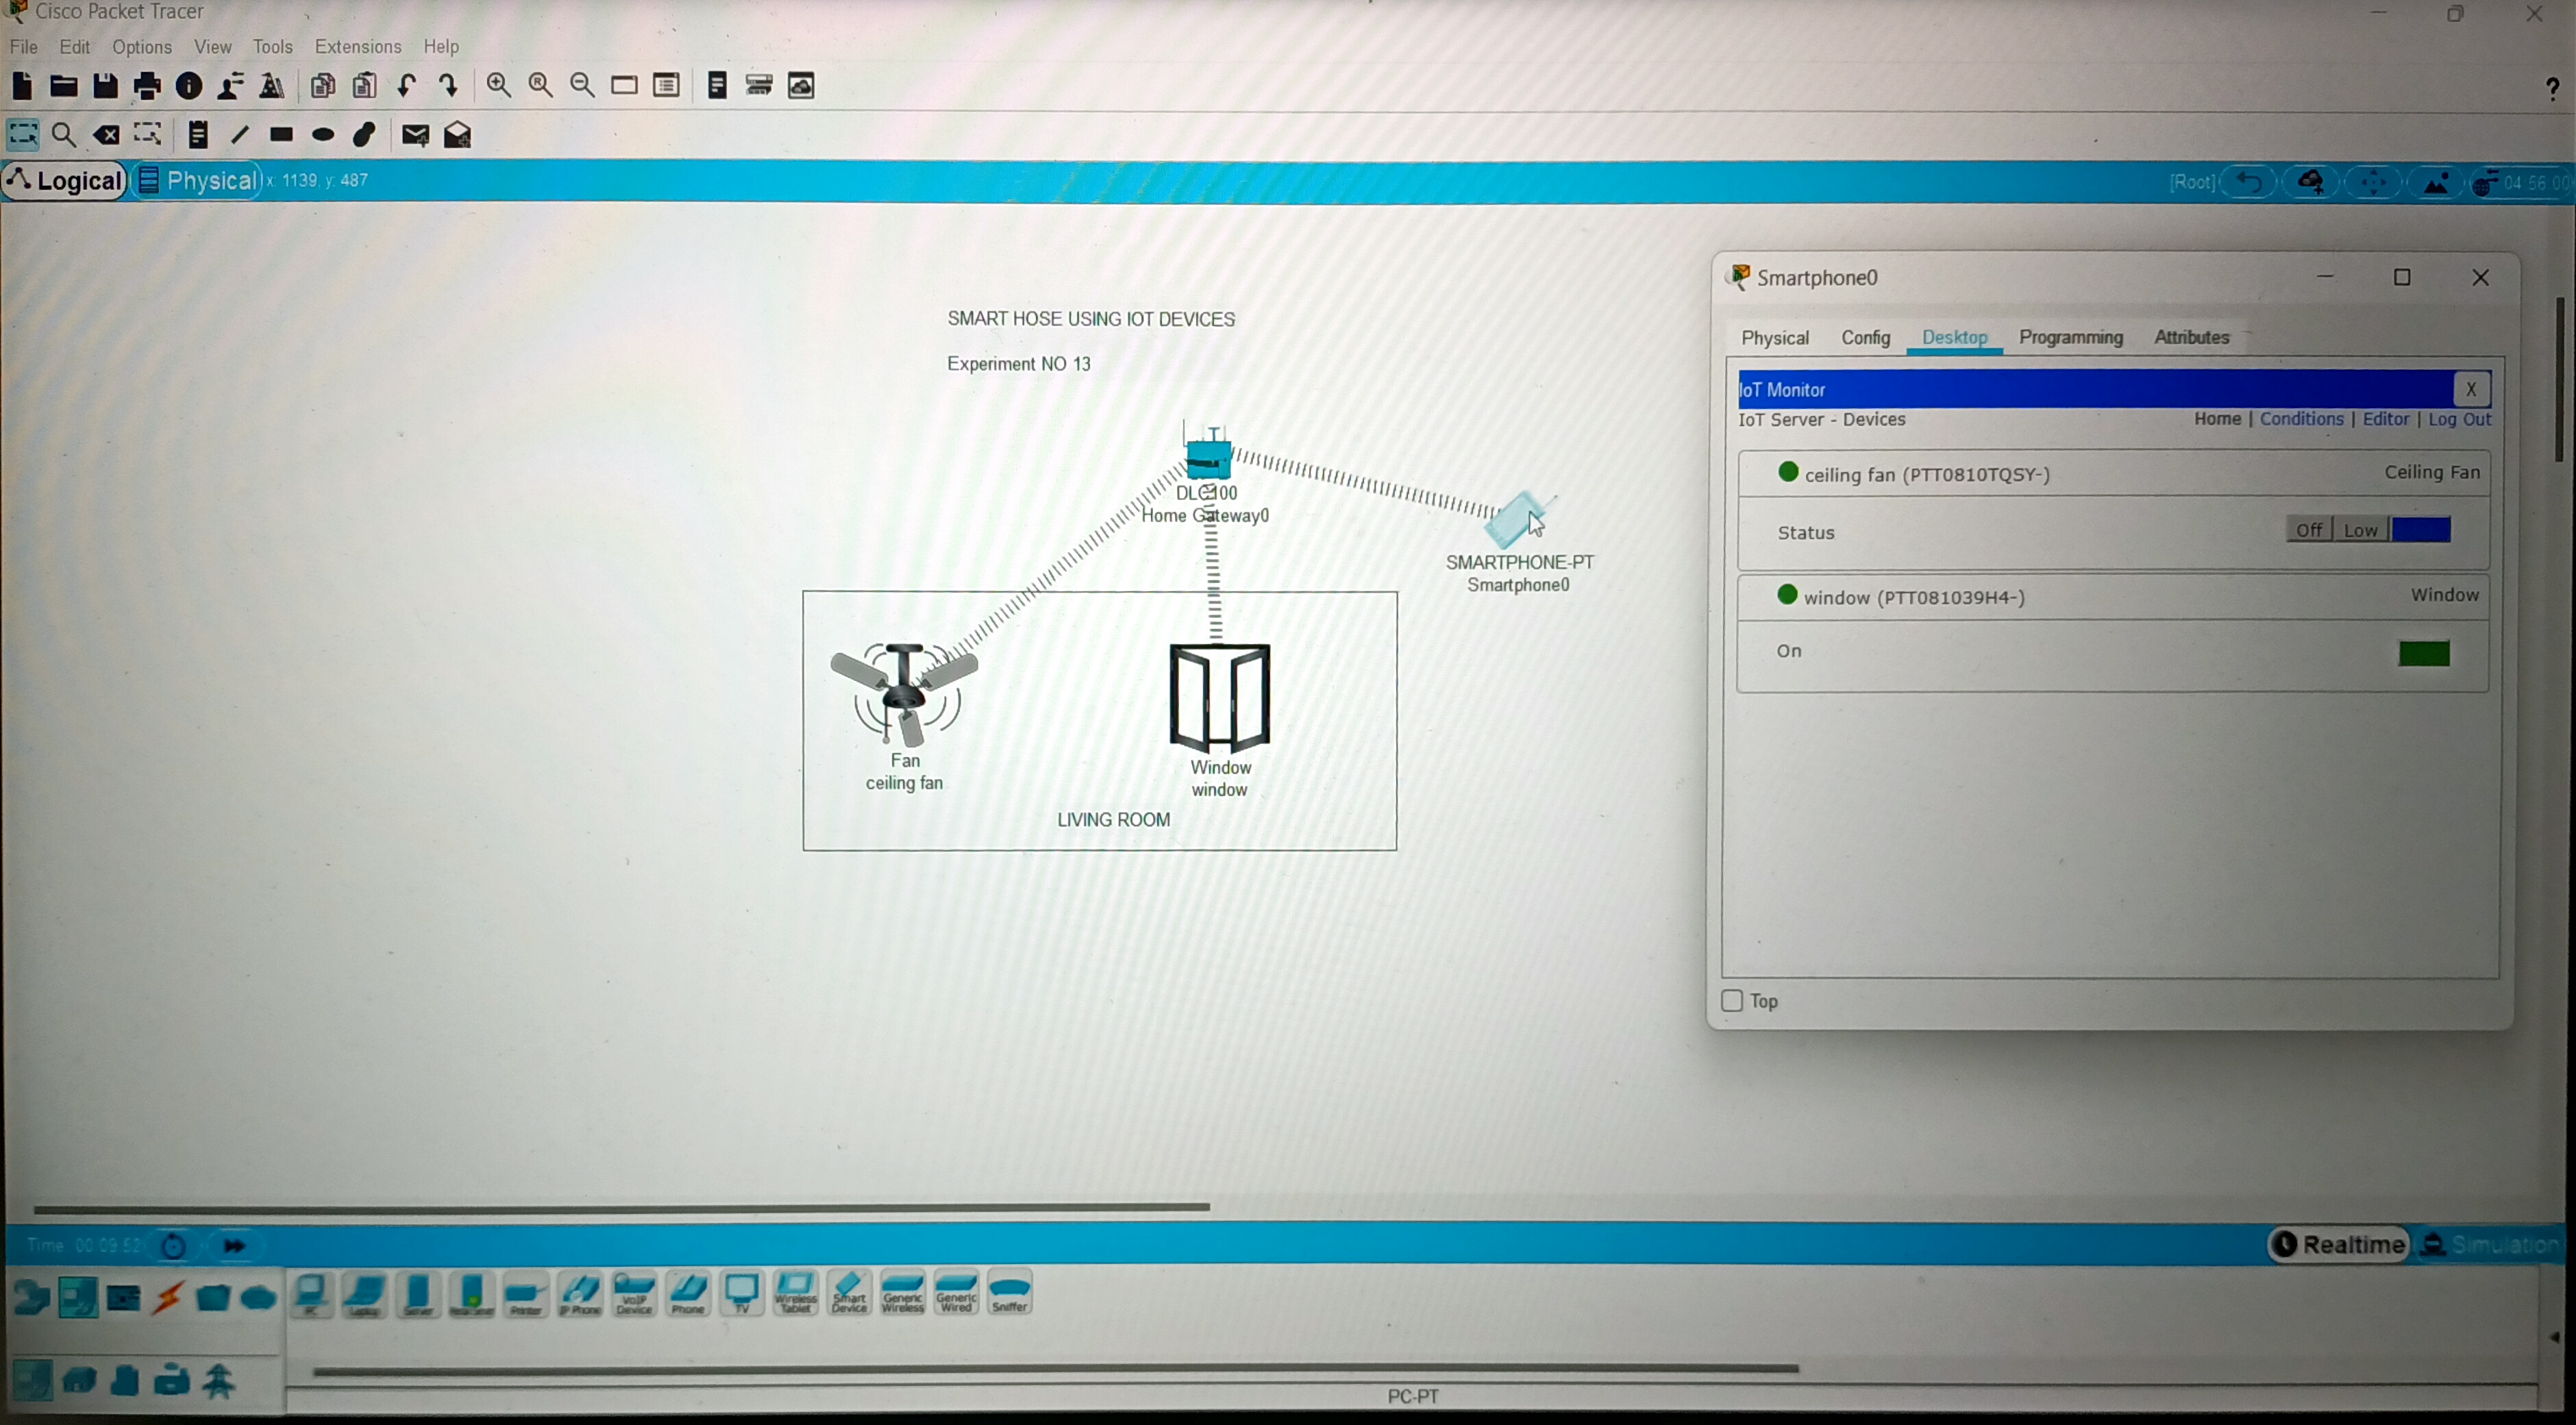 Cisco Packet Tracer
File Edit Options View Tools Extensions Help
?
Logical Physical x: 1139, y: 487 [Root] 04:56:00
SMART HOSE USING IOT DEVICES
Experiment NO 13
DLC100
Home Gateway0
SMARTPHONE-PT
Smartphone0
Fan
ceiling fan
Window
window
LIVING ROOM
Smartphone0
Physical Config Desktop Programming Attributes
IoT Monitor X
IoT Server - Devices Home | Conditions | Editor | Log Out
ceiling fan (PTT0810TQSY-) Ceiling Fan
Status Off Low
window (PTT081039H4-) Window
On
Top
Time: 00:09:52 Realtime Simulation
PC Laptop Server Printer IP Phone VoIP Device Phone TV Wireless Tablet Smart Device Generic Wireless Generic Wired Sniffer
PC-PT